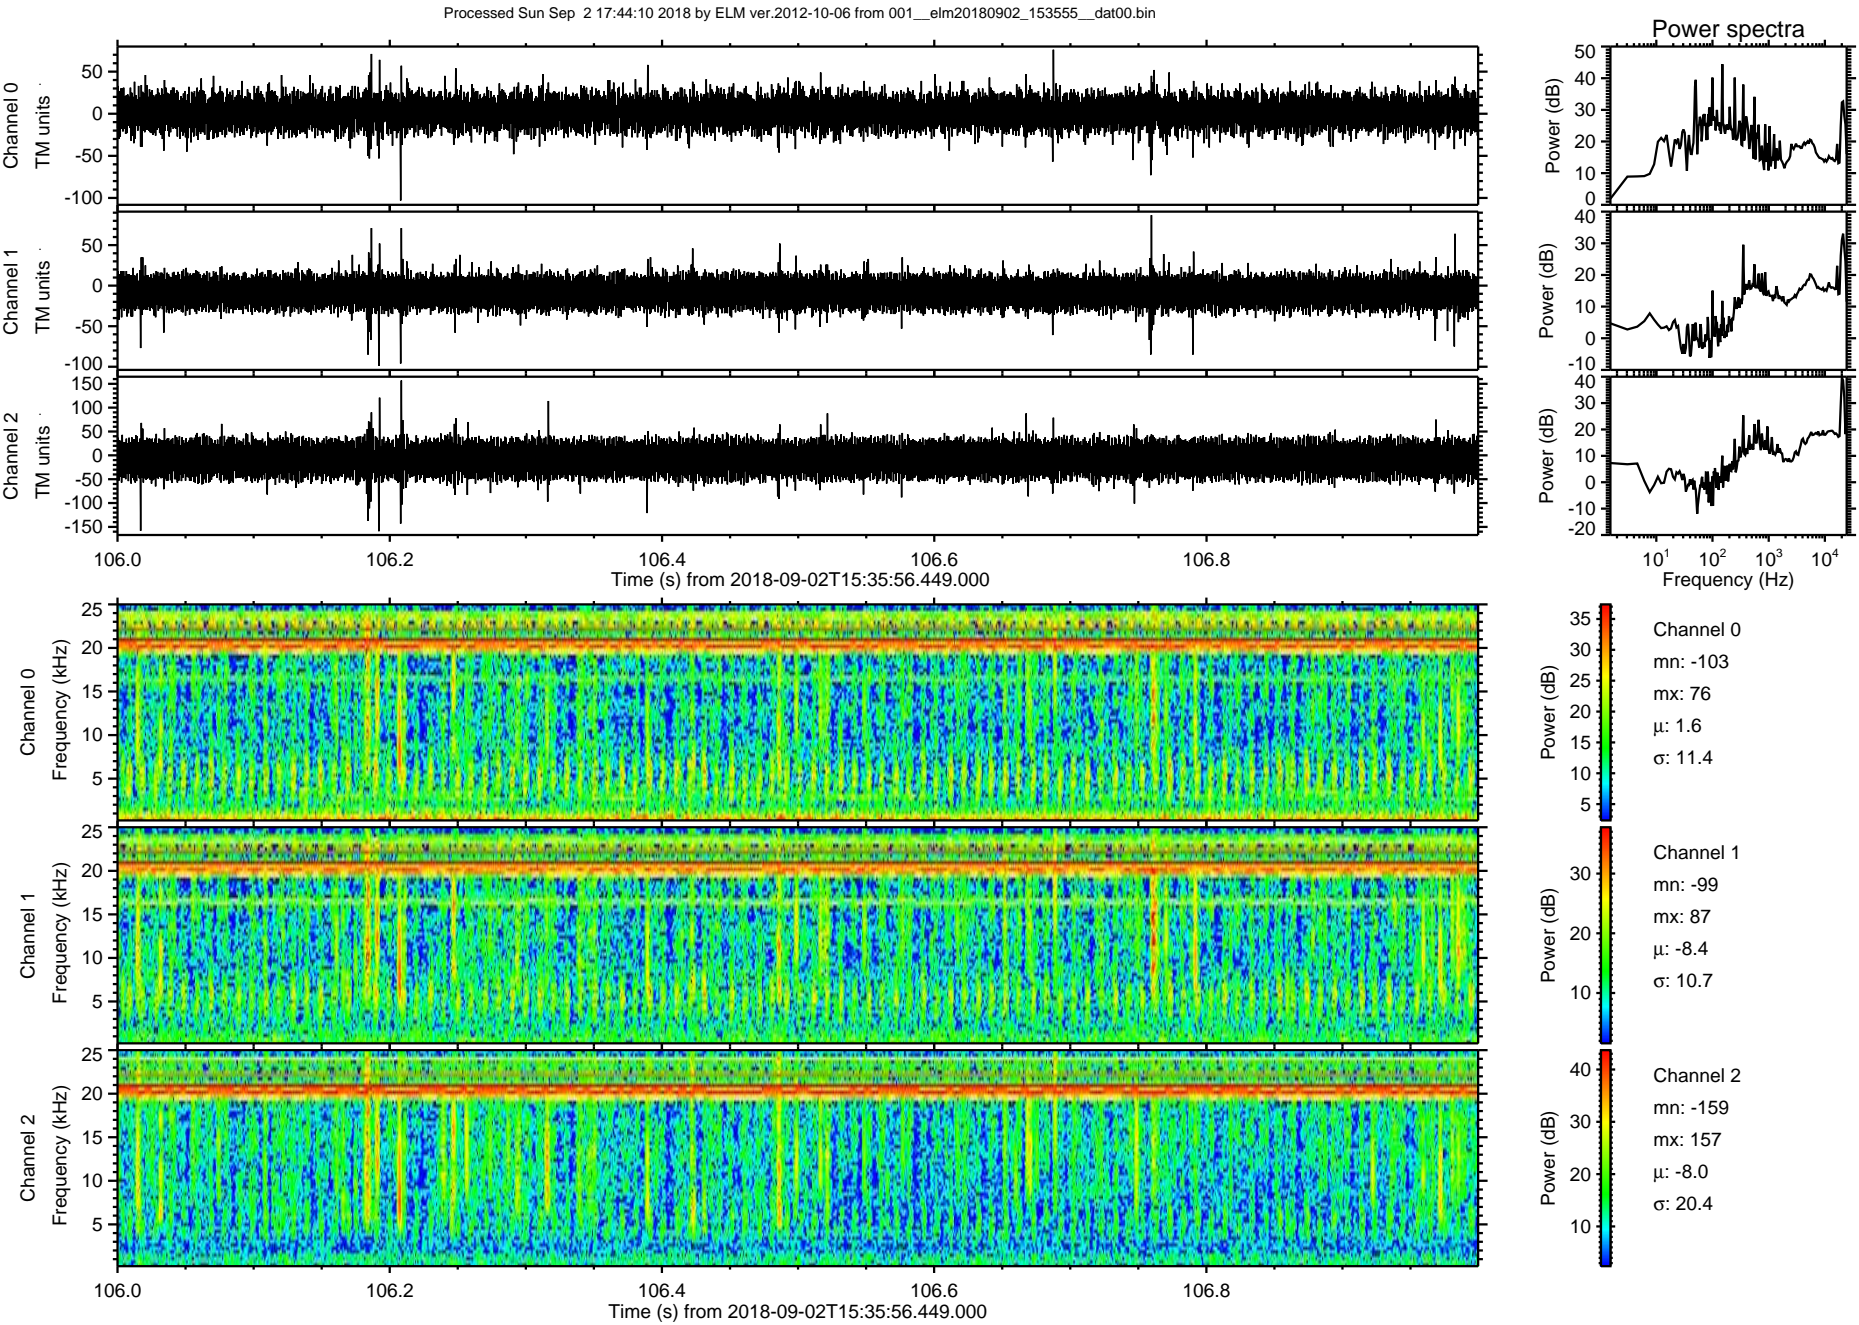 Processed Sun Sep 2 17:44:10 2018 by ELM ver.2012-10-06 from 001__elm20180902_153555__dat00.bin
Power spectra
Channel 0
TM units
50
0
-50
-100
Power (dB)
50
40
30
20
10
0
Channel 1
TM units
50
0
-50
-100
Power (dB)
40
30
20
10
0
-10
Channel 2
TM units
150
100
50
0
-50
-100
-150
Power (dB)
40
30
20
10
0
-10
-20
106.0 106.2 106.4 106.6 106.8
Time (s) from 2018-09-02T15:35:56.449.000
10¹ 10² 10³ 10⁴
Frequency (Hz)
Channel 0
Frequency (kHz)
25
20
15
10
5
Power (dB)
35
30
25
20
15
10
5
Channel 0
mn: -103
mx: 76
µ: 1.6
σ: 11.4
Channel 1
Frequency (kHz)
25
20
15
10
5
Power (dB)
30
20
10
Channel 1
mn: -99
mx: 87
µ: -8.4
σ: 10.7
Channel 2
Frequency (kHz)
25
20
15
10
5
Power (dB)
40
30
20
10
Channel 2
mn: -159
mx: 157
µ: -8.0
σ: 20.4
106.0 106.2 106.4 106.6 106.8
Time (s) from 2018-09-02T15:35:56.449.000